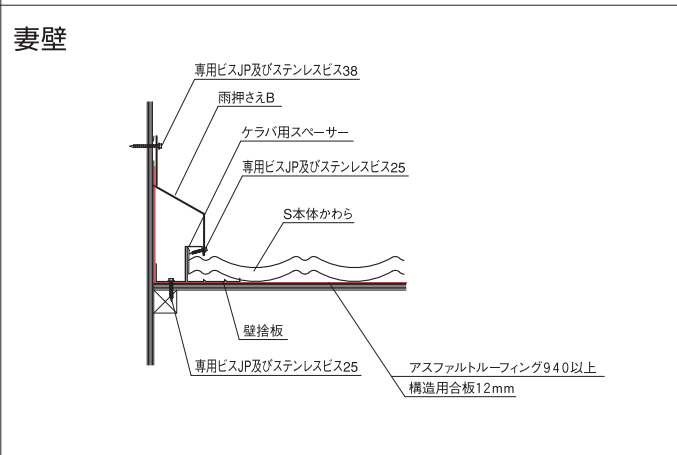 妻壁
専用ビスJP及びステンレスビス38
雨押さえB
ケラバ用スペーサー
専用ビスJP及びステンレスビス25
S本体かわら
壁捨板
専用ビスJP及びステンレスビス25
アスファルトルーフィング940以上
構造用合板12mm